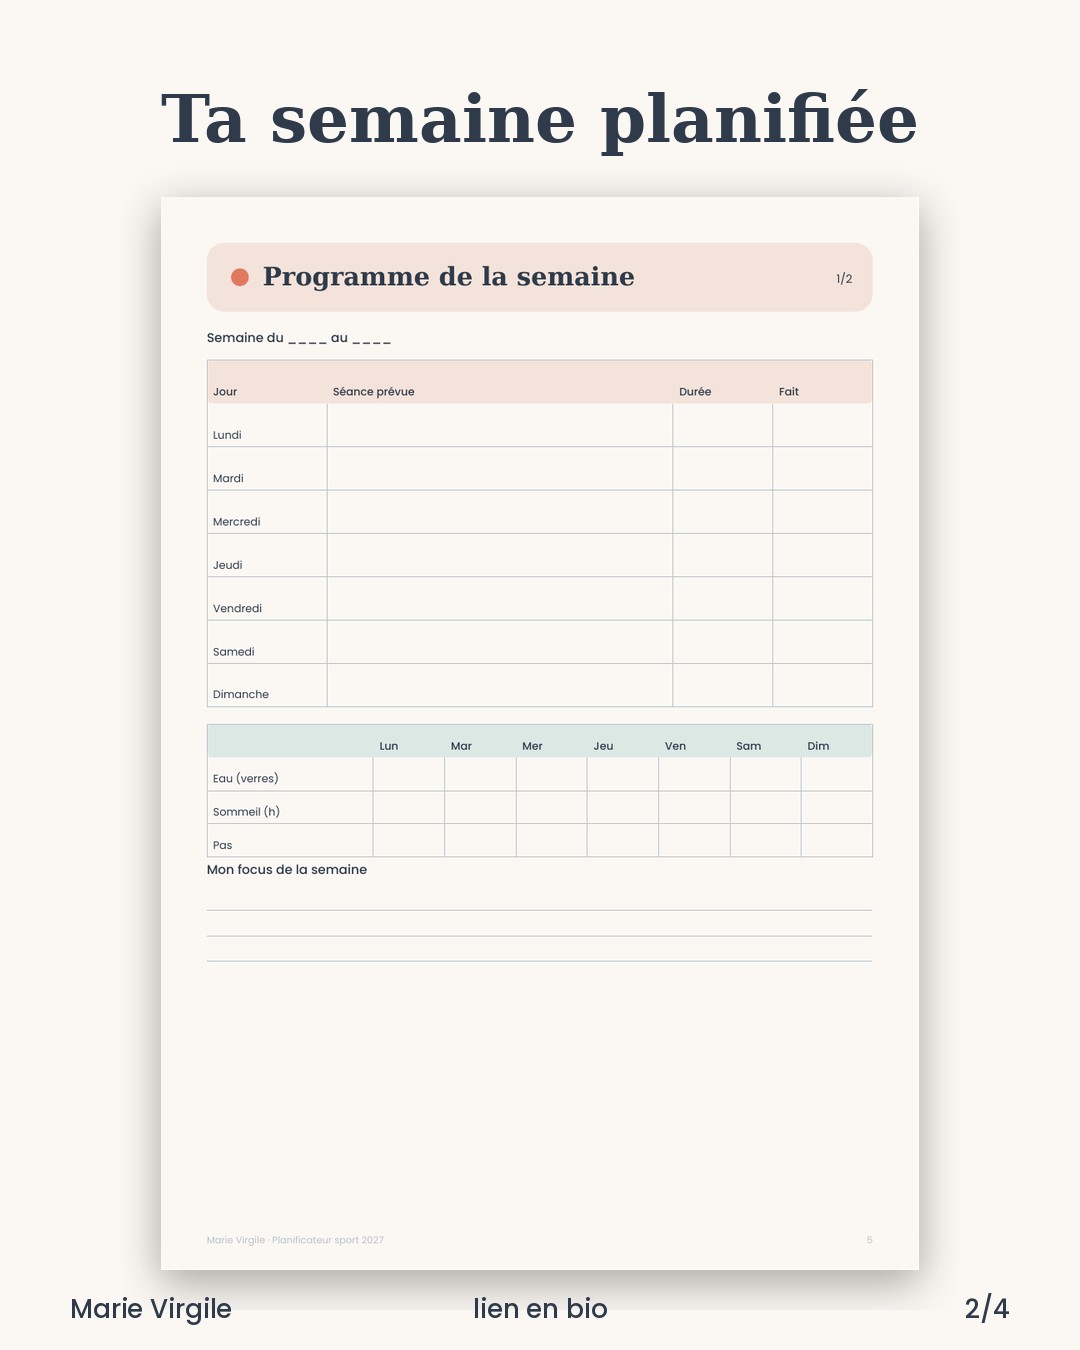 Ta semaine planifiée
Programme de la semaine 1/2
Semaine du ____ au ____
Jour Séance prévue Durée Fait
Lundi
Mardi
Mercredi
Jeudi
Vendredi
Samedi
Dimanche
Lun Mar Mer Jeu Ven Sam Dim
Eau (verres)
Sommeil (h)
Pas
Mon focus de la semaine
Marie Virgile · Planificateur sport 2027 5
Marie Virgile lien en bio 2/4